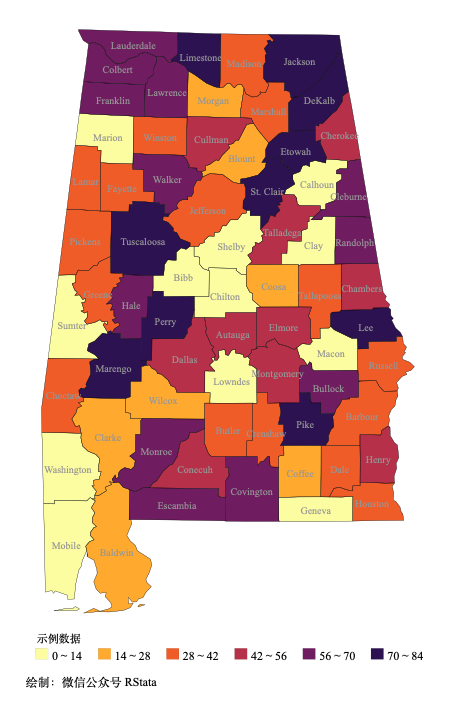 Lauderdale
Limestone
Madison
Jackson
Colbert
Lawrence
Franklin
Morgan
Marshall
DeKalb
Marion
Winston
Cullman
Cherokee
Blount
Etowah
Lamar
Fayette
Walker
St. Clair
Calhoun
Cleburne
Jefferson
Pickens
Tuscaloosa
Shelby
Talladega
Clay
Randolph
Bibb
Greene
Hale
Chilton
Coosa
Tallapoosa
Chambers
Sumter
Perry
Autauga
Elmore
Lee
Macon
Marengo
Dallas
Lowndes
Montgomery
Russell
Bullock
Choctaw
Wilcox
Clarke
Butler
Crenshaw
Pike
Barbour
Monroe
Washington
Conecuh
Coffee
Dale
Henry
Escambia
Covington
Geneva
Houston
Mobile
Baldwin
示例数据
0 ~ 14 14 ~ 28 28 ~ 42 42 ~ 56 56 ~ 70 70 ~ 84
绘制：微信公众号 RStata